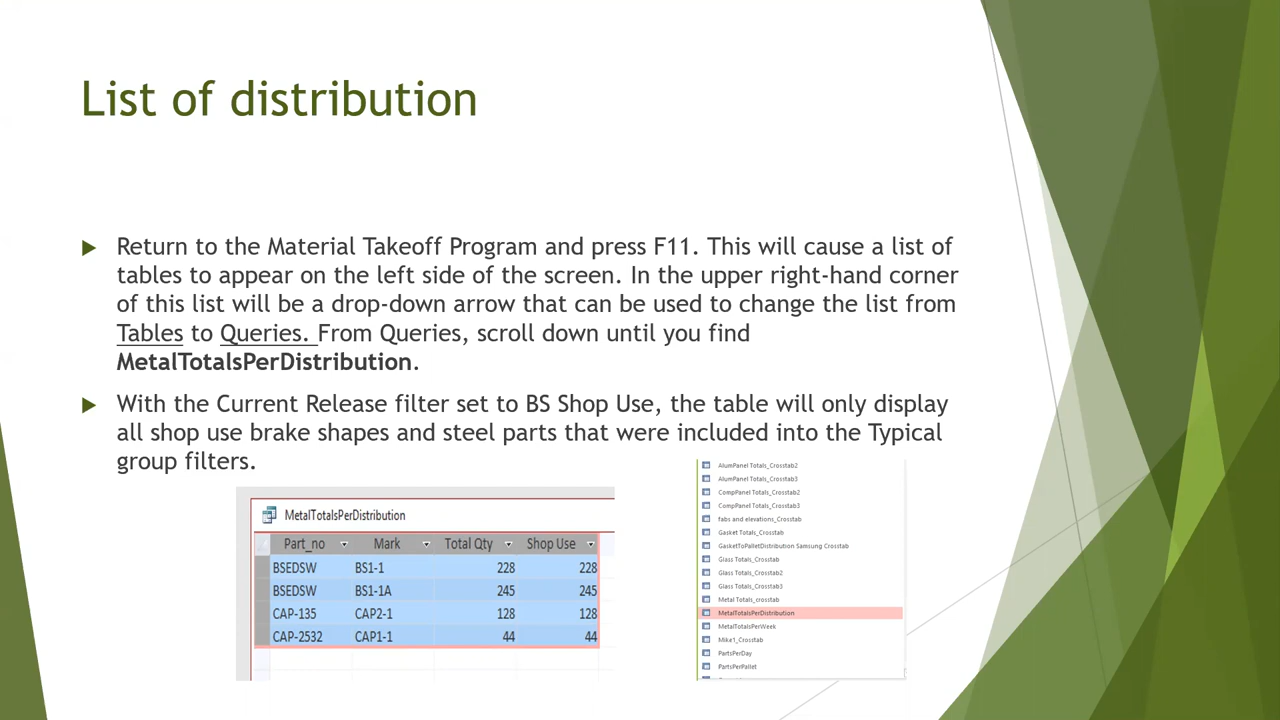 List of distribution
Return to the Material Takeoff Program and press F11. This will cause a list of
tables to appear on the left side of the screen. In the upper right-hand corner
of this list will be a drop-down arrow that can be used to change the list from
Tables to Queries. From Queries, scroll down until you find
MetalTotalsPerDistribution.
With the Current Release filter set to BS Shop Use, the table will only display
all shop use brake shapes and steel parts that were included into the Typical
group filters.
MetalTotalsPerDistribution
Part_no Mark Total Qty Shop Use
BSEDSW BS1-1 228 228
BSEDSW BS1-1A 245 245
CAP-135 CAP2-1 128 128
CAP-2532 CAP1-1 44 44
AlumPanel Totals_Crosstab2
AlumPanel Totals_Crosstab3
CompPanel Totals_Crosstab2
CompPanel Totals_Crosstab3
fabs and elevations_Crosstab
Gasket Totals_Crosstab
GasketToPalletDistribution Samsung Crosstab
Glass Totals_Crosstab
Glass Totals_Crosstab2
Glass Totals_Crosstab3
Metal Totals_crosstab
MetalTotalsPerDistribution
MetalTotalsPerWeek
Mike1_Crosstab
PartsPerDay
PartsPerPallet